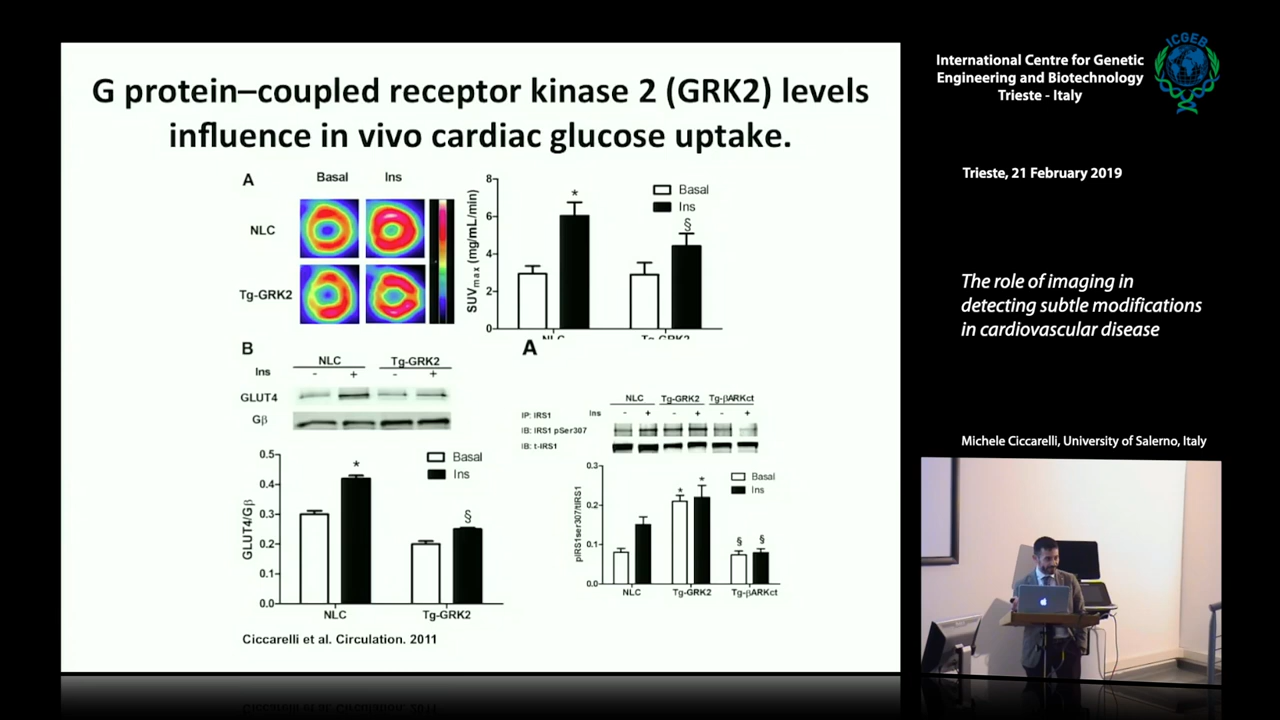 G protein–coupled receptor kinase 2 (GRK2) levels
influence in vivo cardiac glucose uptake.
A
Basal
Ins
NLC
Tg-GRK2
SUVmax (mg/mL/min)
8
6
4
2
0
*
§
Basal
Ins
NLC
Tg-GRK2
B
NLC
Tg-GRK2
Ins
-
+
-
+
GLUT4
Gβ
GLUT4/Gβ
0.5
0.4
0.3
0.2
0.1
0.0
*
§
Basal
Ins
NLC
Tg-GRK2
A
NLC
Tg-GRK2
Tg-βARKct
IP: IRS1
Ins
-
+
-
+
-
+
IB: IRS1 pSer307
IB: t-IRS1
pIRS1ser307/tIRS1
0.3
0.2
0.1
0.0
*
*
§
§
Basal
Ins
NLC
Tg-GRK2
Tg-βARKct
Ciccarelli et al. Circulation. 2011
International Centre for Genetic
Engineering and Biotechnology
Trieste - Italy
ICGEB
Trieste, 21 February 2019
The role of imaging in
detecting subtle modifications
in cardiovascular disease
Michele Ciccarelli, University of Salerno, Italy